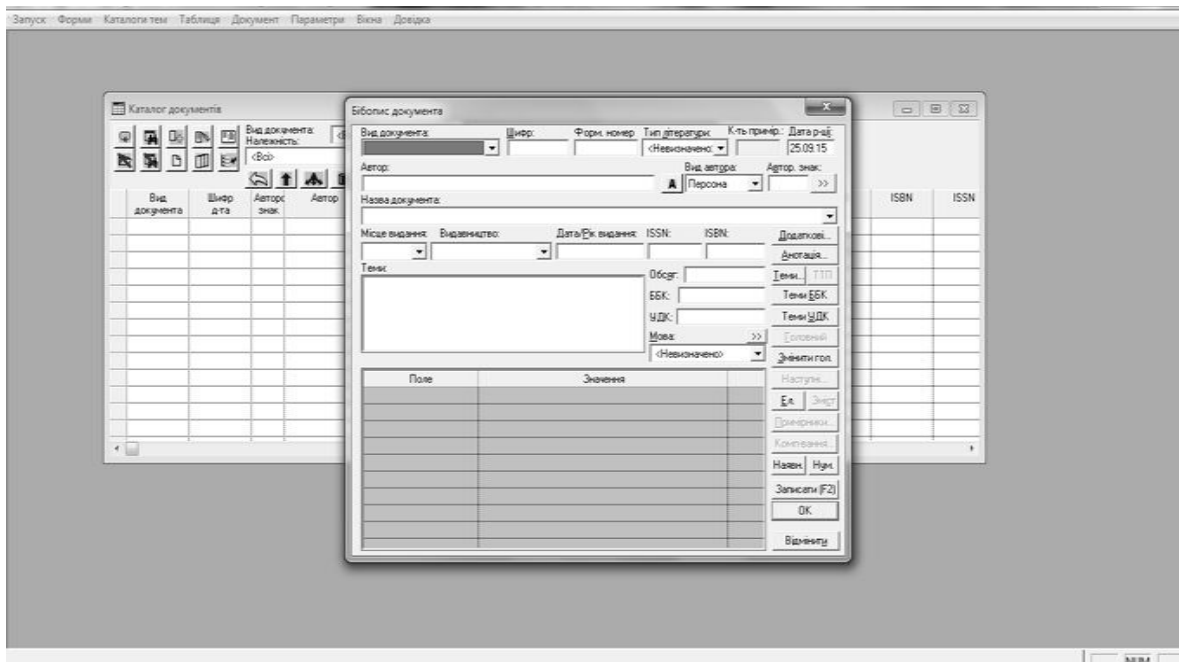 Запуск Форми Каталоги тем Таблиця Документ Параметри Вікна Довідка
Каталог документів
Вид документа:
Належність:
<Всі>
Вид документа
Шифр д-та
Автор знак
Автор
ISBN
ISSN
Бібопис документа
Вид документа: Шифр: Форм. номер Тип літератури: К-ть примір.: Дата р-ції:
<Невизначено> 25.09.15
Автор: Вид автора: Автор. знак:
А Персона >>
Назва документа:
Місце видання: Видавництво: Дата/Рік видання: ISSN: ISBN:
Теми:
Обсяг:
ББК:
УДК:
Мова: >>
<Невизначено>
Поле Значення
Додаткові...
Анотація...
Теми... ТТП
Теми ББК
Теми УДК
Головний
Змінити гол.
Наступні...
Ел. Зміст
Примірники...
Копіювання...
Наявн. Нум.
Записати (F2)
OK
Відмінити
NUM